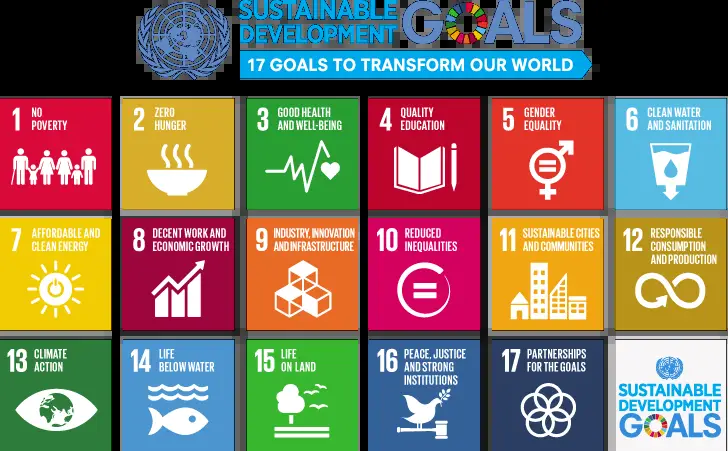 SUSTAINABLE
DEVELOPMENT
GOALS
17 GOALS TO TRANSFORM OUR WORLD
1 NO
POVERTY
2 ZERO
HUNGER
3 GOOD HEALTH
AND WELL-BEING
4 QUALITY
EDUCATION
5 GENDER
EQUALITY
6 CLEAN WATER
AND SANITATION
7 AFFORDABLE AND
CLEAN ENERGY
8 DECENT WORK AND
ECONOMIC GROWTH
9 INDUSTRY, INNOVATION
AND INFRASTRUCTURE
10 REDUCED
INEQUALITIES
11 SUSTAINABLE CITIES
AND COMMUNITIES
12 RESPONSIBLE
CONSUMPTION
AND PRODUCTION
13 CLIMATE
ACTION
14 LIFE
BELOW WATER
15 LIFE
ON LAND
16 PEACE, JUSTICE
AND STRONG
INSTITUTIONS
17 PARTNERSHIPS
FOR THE GOALS
SUSTAINABLE
DEVELOPMENT
GOALS